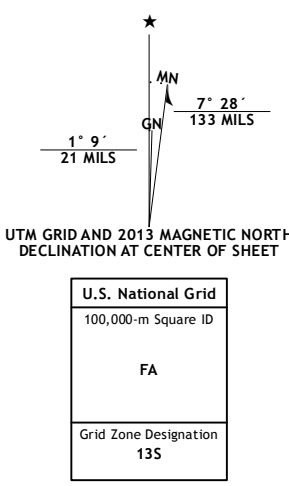 ★
MN
GN
7° 28´
133 MILS
1° 9´
21 MILS
UTM GRID AND 2013 MAGNETIC NORTH
DECLINATION AT CENTER OF SHEET
U.S. National Grid
100,000-m Square ID
FA
Grid Zone Designation
13S